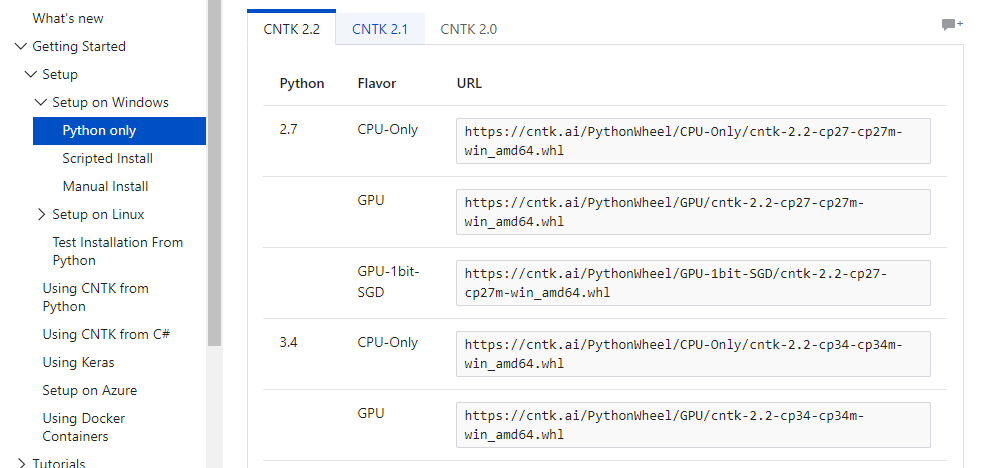 What's new
Getting Started
Setup
Setup on Windows
Python only
Scripted Install
Manual Install
Setup on Linux
Test Installation From
Python
Using CNTK from
Python
Using CNTK from C#
Using Keras
Setup on Azure
Using Docker
Containers
Tutorials
CNTK 2.2 CNTK 2.1 CNTK 2.0
Python Flavor URL
2.7 CPU-Only https://cntk.ai/PythonWheel/CPU-Only/cntk-2.2-cp27-cp27m-
win_amd64.whl
GPU https://cntk.ai/PythonWheel/GPU/cntk-2.2-cp27-cp27m-
win_amd64.whl
GPU-1bit- https://cntk.ai/PythonWheel/GPU-1bit-SGD/cntk-2.2-cp27-
SGD cp27m-win_amd64.whl
3.4 CPU-Only https://cntk.ai/PythonWheel/CPU-Only/cntk-2.2-cp34-cp34m-
win_amd64.whl
GPU https://cntk.ai/PythonWheel/GPU/cntk-2.2-cp34-cp34m-
win_amd64.whl